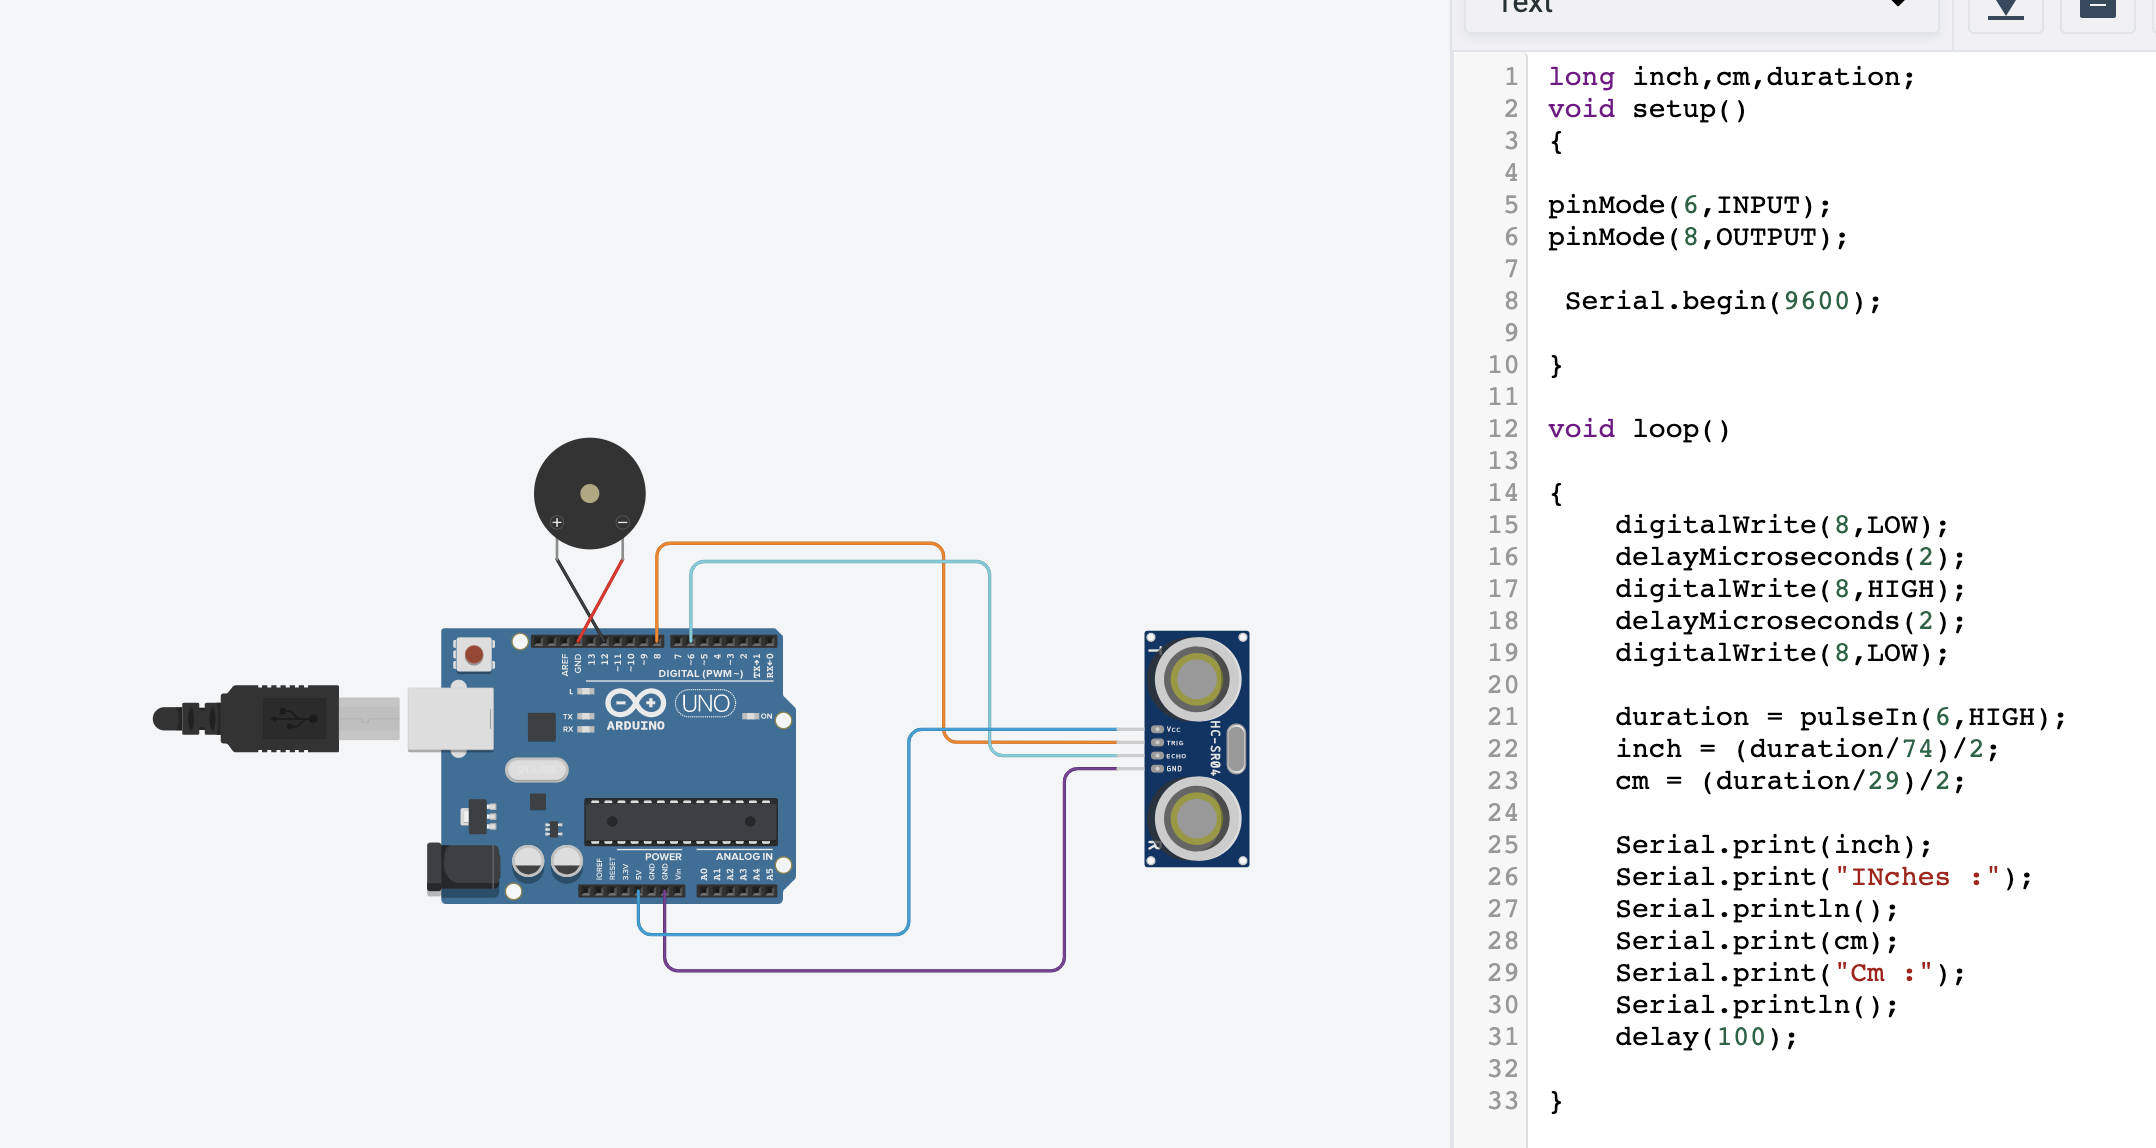 Text
1 long inch,cm,duration;
2 void setup()
3 {
4
5 pinMode(6,INPUT);
6 pinMode(8,OUTPUT);
7
8 Serial.begin(9600);
9
10 }
11
12 void loop()
13
14 {
15 digitalWrite(8,LOW);
16 delayMicroseconds(2);
17 digitalWrite(8,HIGH);
18 delayMicroseconds(2);
19 digitalWrite(8,LOW);
20
21 duration = pulseIn(6,HIGH);
22 inch = (duration/74)/2;
23 cm = (duration/29)/2;
24
25 Serial.print(inch);
26 Serial.print("INches :");
27 Serial.println();
28 Serial.print(cm);
29 Serial.print("Cm :");
30 Serial.println();
31 delay(100);
32
33 }
+ −
AREF GND 13 12 ~11 ~10 ~9 8 7 ~6 ~5 4 ~3 2 TX→1 RX←0
DIGITAL (PWM~)
L
TX
RX
UNO
ON
ARDUINO
POWER ANALOG IN
IOREF RESET 3.3V 5V GND GND Vin A0 A1 A2 A3 A4 A5
T
Vcc
TRIG
ECHO
GND
HC-SR04
R